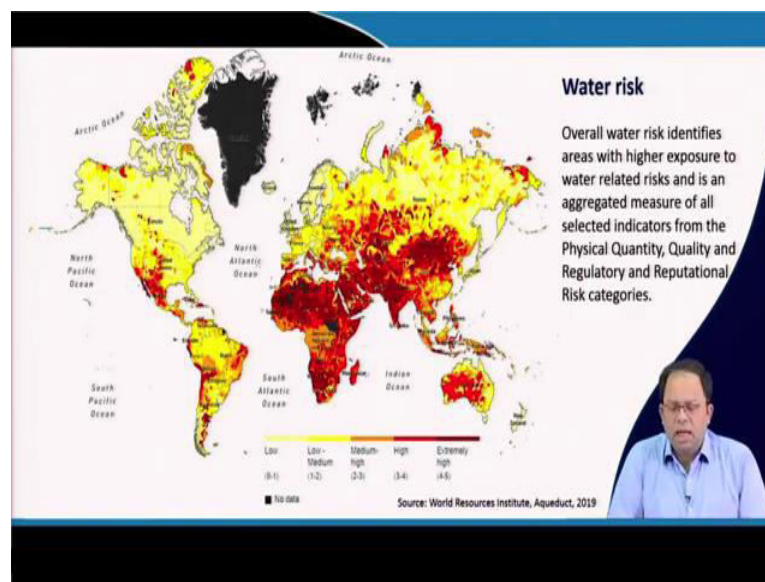 Arctic Ocean
Arctic Ocean
Water risk
Overall water risk identifies
areas with higher exposure to
water related risks and is an
aggregated measure of all
selected indicators from the
Physical Quantity, Quality and
Regulatory and Reputational
Risk categories.
North
Pacific
Ocean
North
Atlantic
Ocean
South
Pacific
Ocean
South
Atlantic
Ocean
Indian
Ocean
Low
(0-1)
Low -
Medium
(1-2)
Medium-
high
(2-3)
High
(3-4)
Extremely
high
(4-5)
No data
Source: World Resources Institute, Aqueduct, 2019